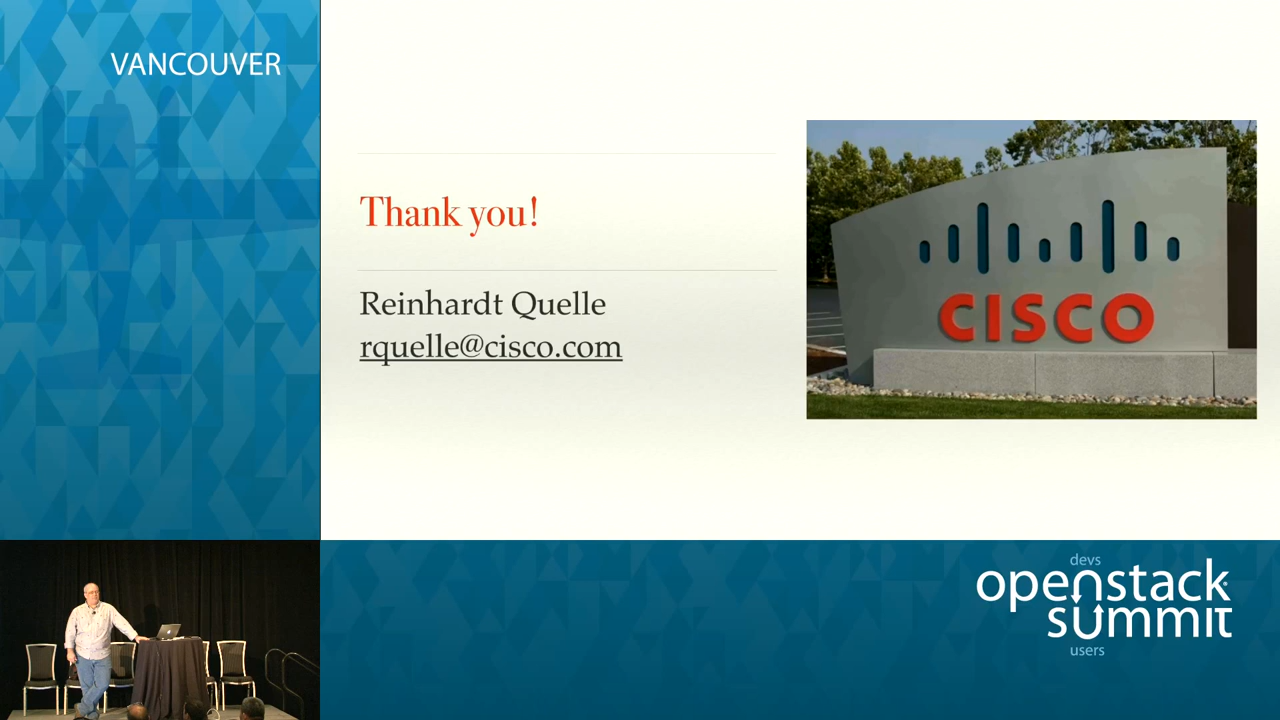 VANCOUVER
Thank you!
Reinhardt Quelle
rquelle@cisco.com
CISCO
devs
openstack
summit
users